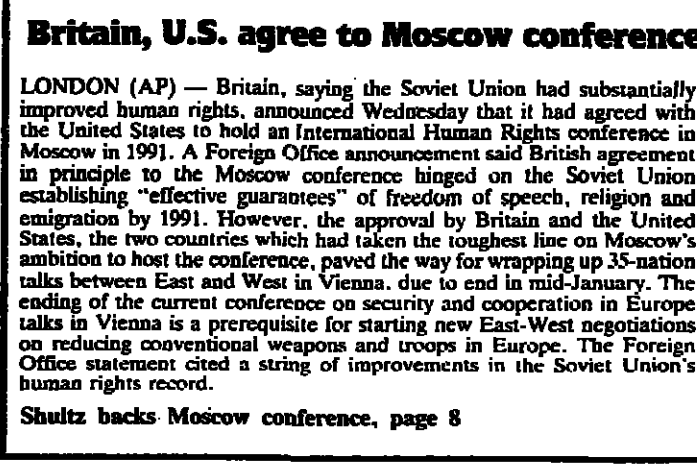 Britain, U.S. agree to Moscow conference
LONDON (AP) — Britain, saying the Soviet Union had substantially
improved human rights, announced Wednesday that it had agreed with
the United States to hold an International Human Rights conference in
Moscow in 1991. A Foreign Office announcement said British agreement
in principle to the Moscow conference hinged on the Soviet Union
establishing "effective guarantees" of freedom of speech, religion and
emigration by 1991. However, the approval by Britain and the United
States, the two countries which had taken the toughest line on Moscow's
ambition to host the conference, paved the way for wrapping up 35-nation
talks between East and West in Vienna, due to end in mid-January. The
ending of the current conference on security and cooperation in Europe
talks in Vienna is a prerequisite for starting new East-West negotiations
on reducing conventional weapons and troops in Europe. The Foreign
Office statement cited a string of improvements in the Soviet Union's
human rights record.
Shultz backs Moscow conference, page 8